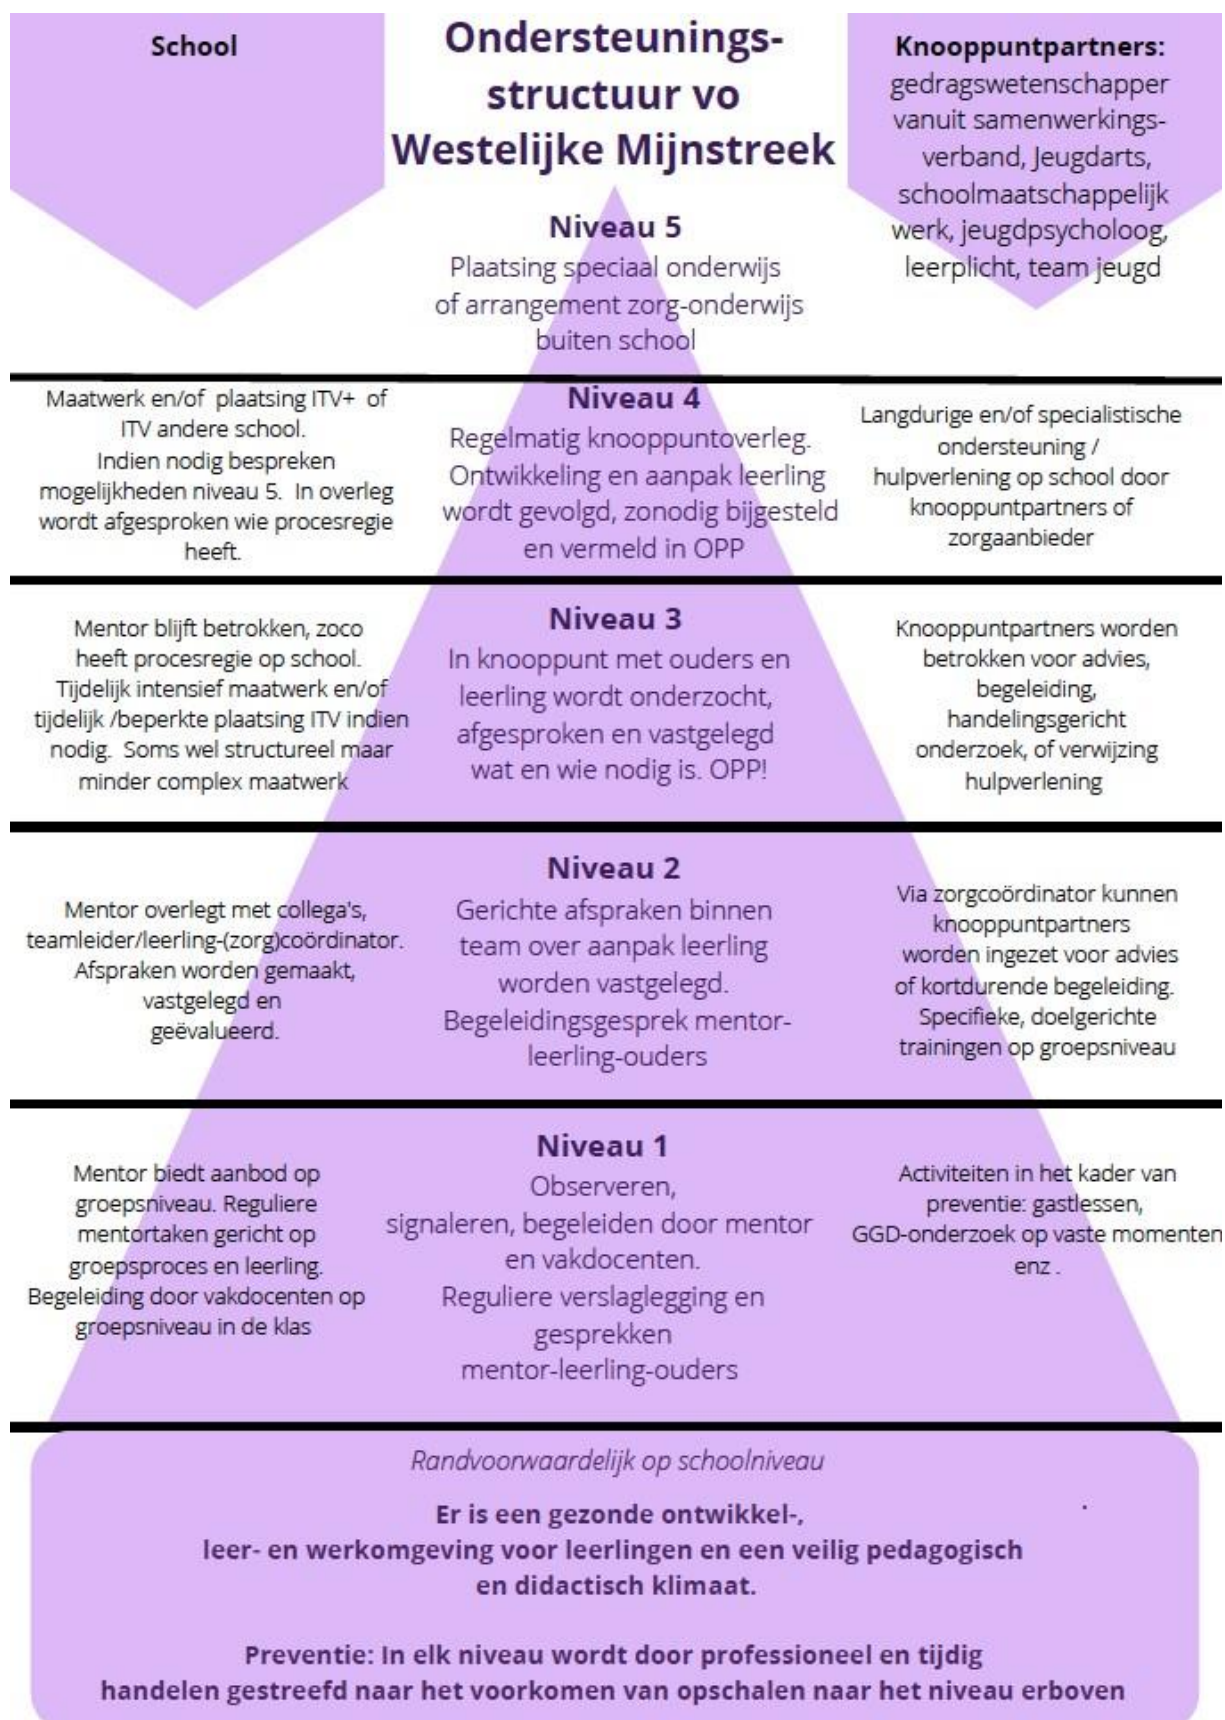 School
Ondersteunings-
structuur vo
Westelijke Mijnstreek
Knooppuntpartners:
gedragswetenschapper
vanuit samenwerkings-
verband, Jeugdarts,
schoolmaatschappelijk
werk, jeugdpsycholoog,
leerplicht, team jeugd
Niveau 5
Plaatsing speciaal onderwijs
of arrangement zorg-onderwijs
buiten school
Maatwerk en/of plaatsing ITV+ of
ITV andere school.
Indien nodig bespreken
mogelijkheden niveau 5. In overleg
wordt afgesproken wie procesregie
heeft.
Niveau 4
Regelmatig knooppuntoverleg.
Ontwikkeling en aanpak leerling
wordt gevolgd, zonodig bijgesteld
en vermeld in OPP
Langdurige en/of specialistische
ondersteuning /
hulpverlening op school door
knooppuntpartners of
zorgaanbieder
Mentor blijft betrokken, zoco
heeft procesregie op school.
Tijdelijk intensief maatwerk en/of
tijdelijk /beperkte plaatsing ITV indien
nodig. Soms wel structureel maar
minder complex maatwerk
Niveau 3
In knooppunt met ouders en
leerling wordt onderzocht,
afgesproken en vastgelegd
wat en wie nodig is. OPP!
Knooppuntpartners worden
betrokken voor advies,
begeleiding,
handelingsgericht
onderzoek, of verwijzing
hulpverlening
Mentor overlegt met collega's,
teamleider/leerling-(zorg)coördinator.
Afspraken worden gemaakt,
vastgelegd en
geëvalueerd.
Niveau 2
Gerichte afspraken binnen
team over aanpak leerling
worden vastgelegd.
Begeleidingsgesprek mentor-
leerling-ouders
Via zorgcoördinator kunnen
knooppuntpartners
worden ingezet voor advies
of kortdurende begeleiding.
Specifieke, doelgerichte
trainingen op groepsniveau
Mentor biedt aanbod op
groepsniveau. Reguliere
mentortaken gericht op
groepsproces en leerling.
Begeleiding door vakdocenten op
groepsniveau in de klas
Niveau 1
Observeren,
signaleren, begeleiden door mentor
en vakdocenten.
Reguliere verslaglegging en
gesprekken
mentor-leerling-ouders
Activiteiten in het kader van
preventie: gastlessen,
GGD-onderzoek op vaste momenten
enz .
Randvoorwaardelijk op schoolniveau
Er is een gezonde ontwikkel-,
leer- en werkomgeving voor leerlingen en een veilig pedagogisch
en didactisch klimaat.
Preventie: In elk niveau wordt door professioneel en tijdig
handelen gestreefd naar het voorkomen van opschalen naar het niveau erboven